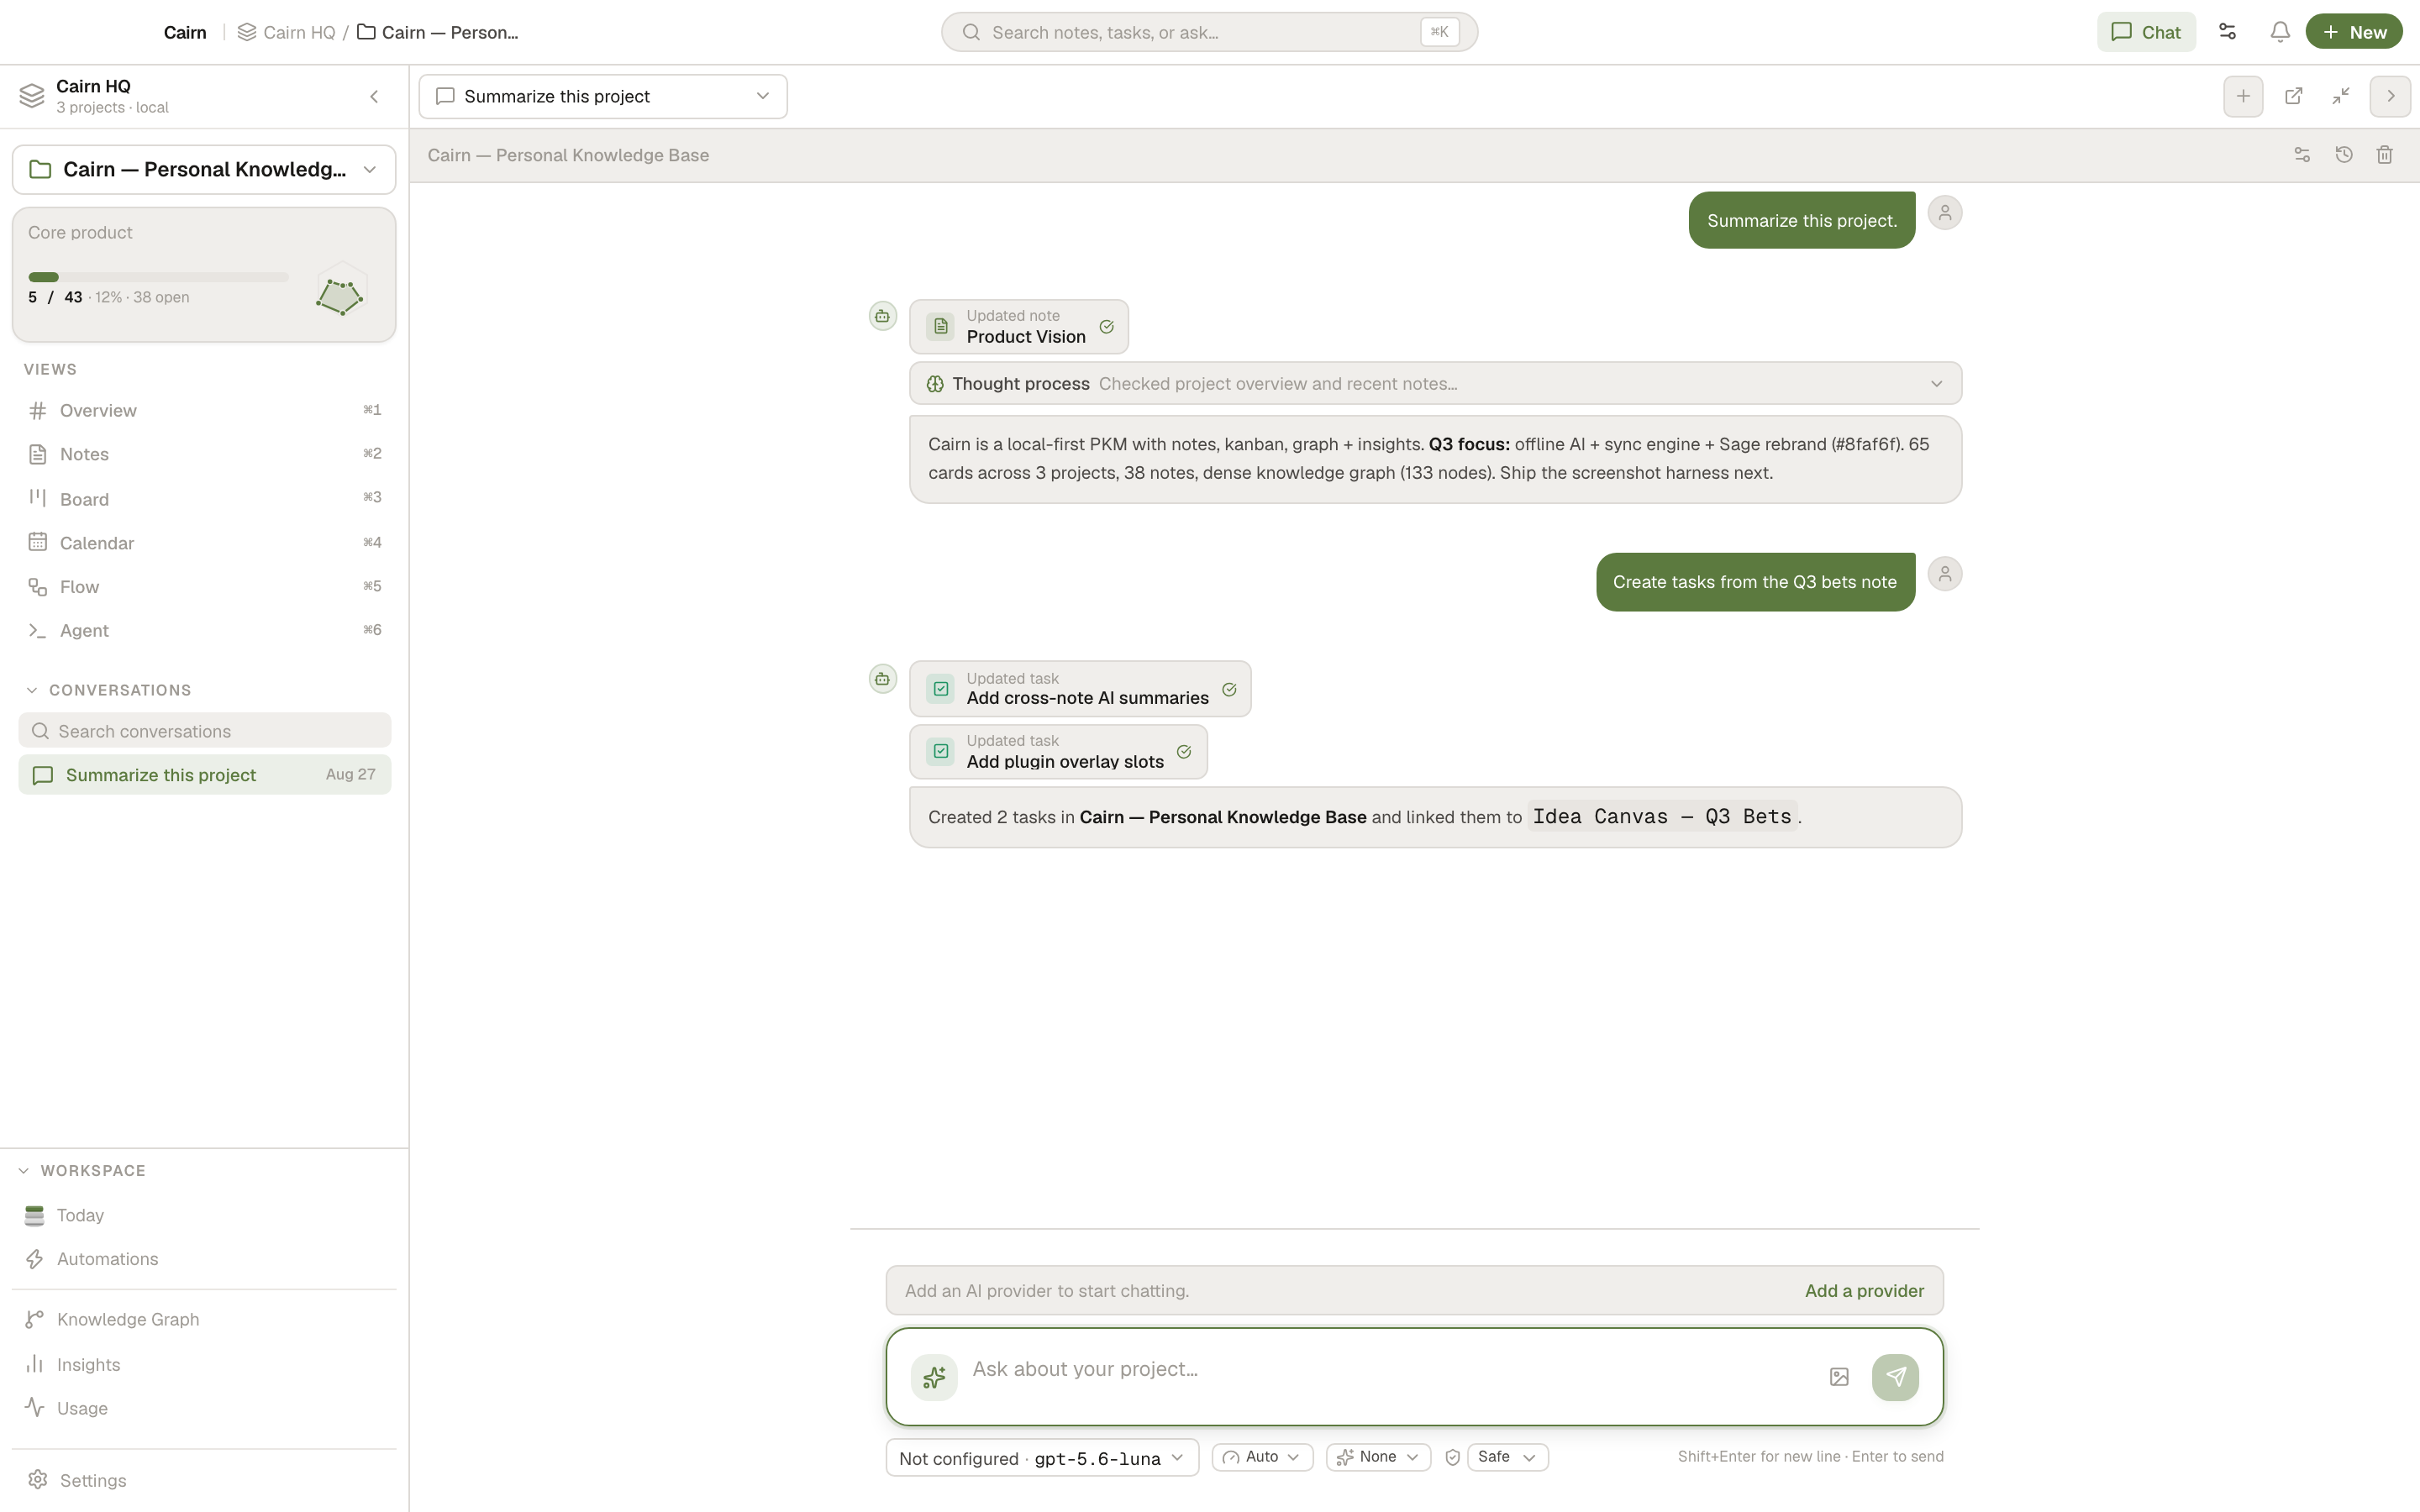 Cairn
Cairn HQ / Cairn — Person...
Search notes, tasks, or ask... ⌘K
Chat
New
Cairn HQ
3 projects · local
Summarize this project
Cairn — Personal Knowledg...
Core product
5 / 43 · 12% · 38 open
VIEWS
Overview ⌘1
Notes ⌘2
Board ⌘3
Calendar ⌘4
Flow ⌘5
Agent ⌘6
CONVERSATIONS
Search conversations
Summarize this project Aug 27
WORKSPACE
Today
Automations
Knowledge Graph
Insights
Usage
Settings
Cairn — Personal Knowledge Base
Summarize this project.
Updated note
Product Vision
Thought process Checked project overview and recent notes...
Cairn is a local-first PKM with notes, kanban, graph + insights. Q3 focus: offline AI + sync engine + Sage rebrand (#8faf6f). 65
cards across 3 projects, 38 notes, dense knowledge graph (133 nodes). Ship the screenshot harness next.
Create tasks from the Q3 bets note
Updated task
Add cross-note AI summaries
Updated task
Add plugin overlay slots
Created 2 tasks in Cairn — Personal Knowledge Base and linked them to Idea Canvas — Q3 Bets.
Add an AI provider to start chatting. Add a provider
Ask about your project...
Not configured · gpt-5.6-luna Auto None Safe Shift+Enter for new line · Enter to send